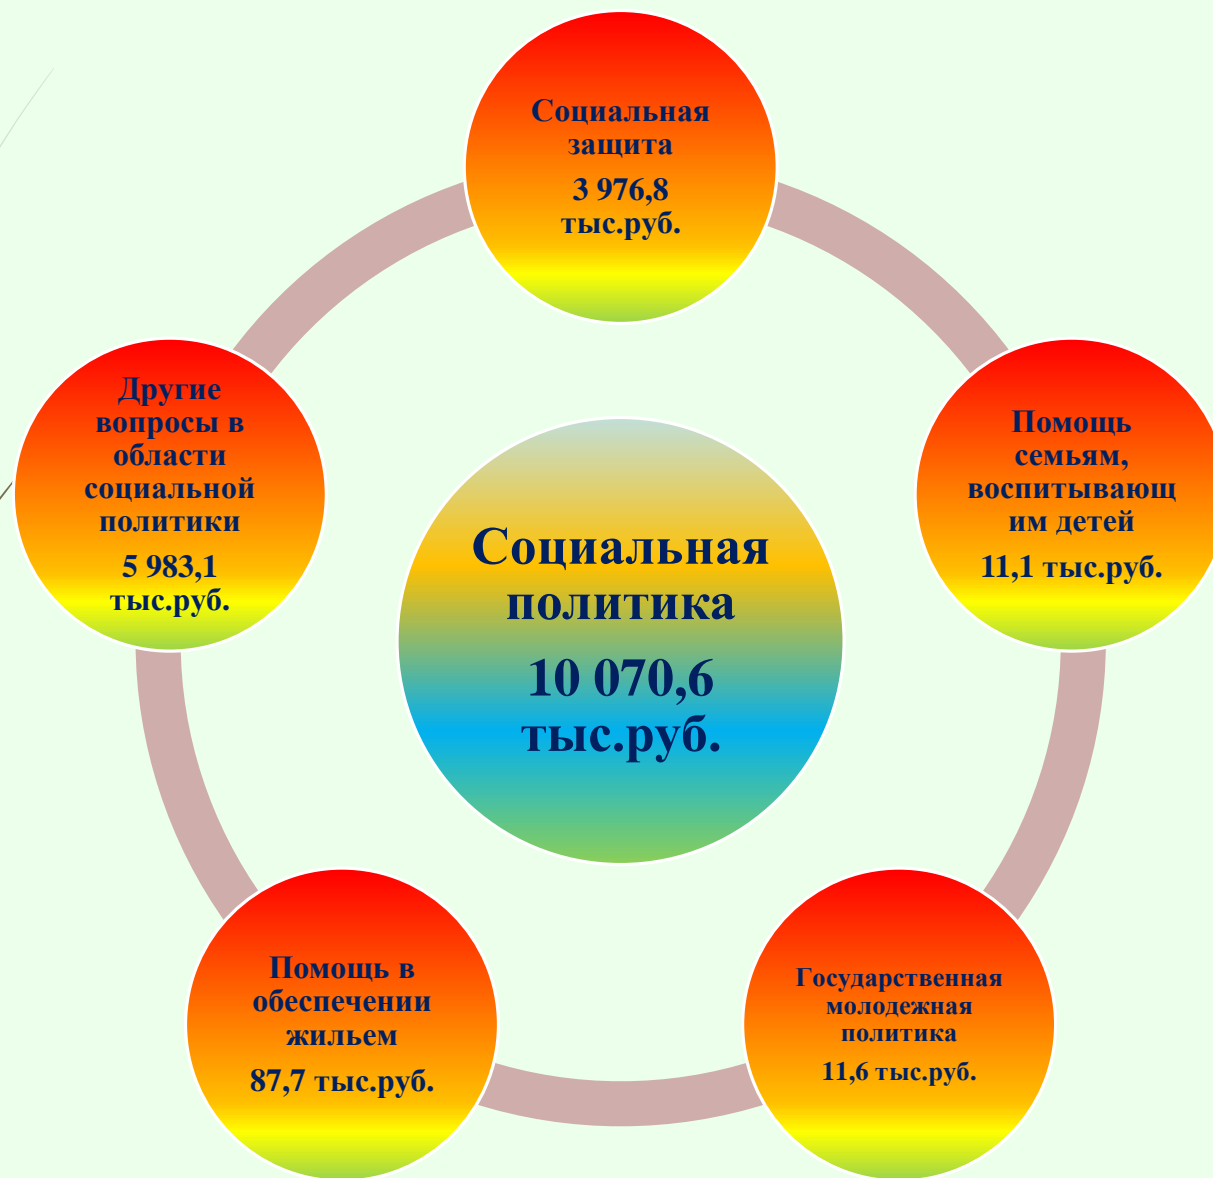 Социальная
защита
3 976,8
тыс.руб.
Другие
вопросы в
области
социальной
политики
5 983,1
тыс.руб.
Помощь
семьям,
воспитывающ
им детей
11,1 тыс.руб.
Социальная
политика
10 070,6
тыс.руб.
Помощь в
обеспечении
жильем
87,7 тыс.руб.
Государственная
молодежная
политика
11,6 тыс.руб.